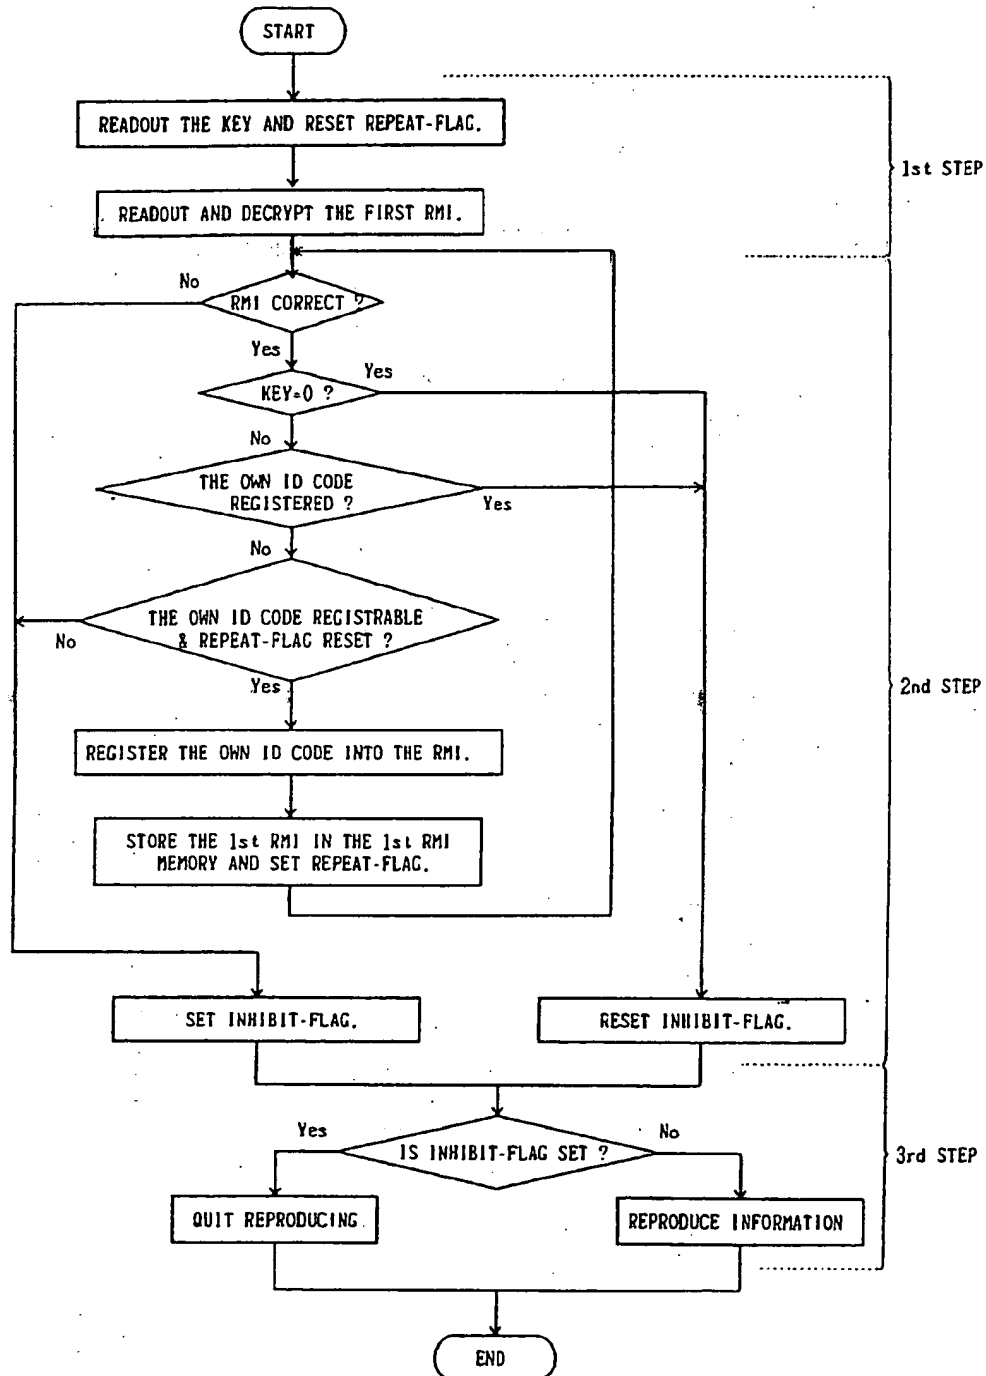 START
READOUT THE KEY AND RESET REPEAT-FLAG.
1st STEP
READOUT AND DECRYPT THE FIRST RMI.
No
RMI CORRECT ?
Yes
Yes
KEY=0 ?
No
THE OWN ID CODE
REGISTERED ?
Yes
No
THE OWN ID CODE REGISTRABLE
& REPEAT-FLAG RESET ?
No
Yes
2nd STEP
REGISTER THE OWN ID CODE INTO THE RMI.
STORE THE 1st RMI IN THE 1st RMI
MEMORY AND SET REPEAT-FLAG.
SET INHIBIT-FLAG.
RESET INHIBIT-FLAG.
Yes
No
IS INHIBIT-FLAG SET ?
3rd STEP
QUIT REPRODUCING.
REPRODUCE INFORMATION
END